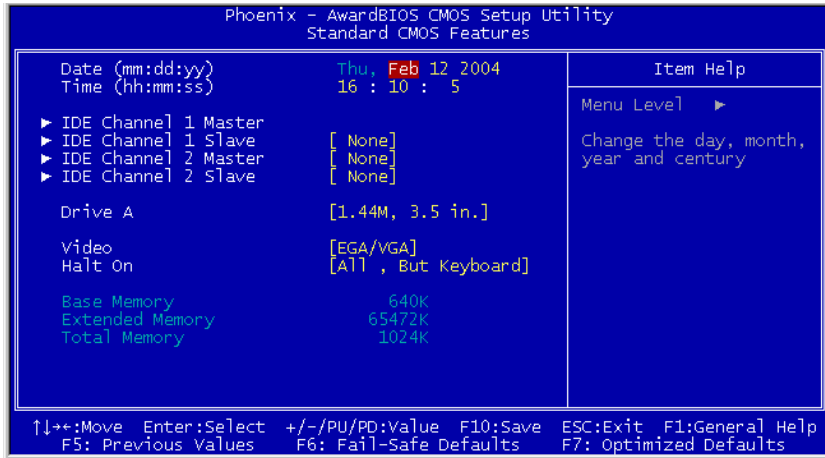 Phoenix - AwardBIOS CMOS Setup Utility
Standard CMOS Features
Date (mm:dd:yy) Thu, Feb 12 2004
Time (hh:mm:ss) 16 : 10 : 5
► IDE Channel 1 Master
► IDE Channel 1 Slave [ None]
► IDE Channel 2 Master [ None]
► IDE Channel 2 Slave [ None]
Drive A [1.44M, 3.5 in.]
Video [EGA/VGA]
Halt On [All , But Keyboard]
Base Memory 640K
Extended Memory 65472K
Total Memory 1024K
Item Help
Menu Level ►
Change the day, month,
year and century
↑↓→←:Move Enter:Select +/-/PU/PD:Value F10:Save ESC:Exit F1:General Help
F5: Previous Values F6: Fail-Safe Defaults F7: Optimized Defaults